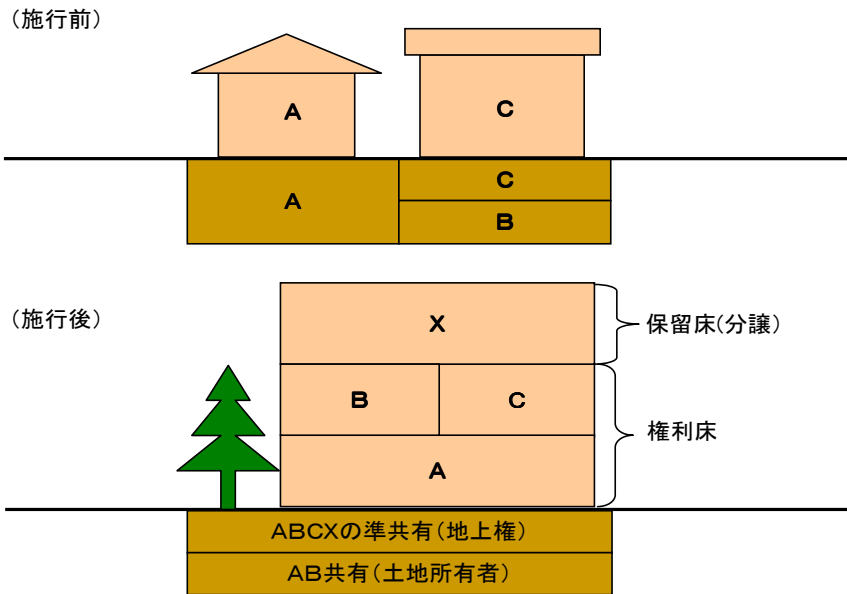 (施行前)
A
C
A
C
B
(施行後)
X
保留床(分譲)
B
C
権利床
A
ABCXの準共有(地上権)
AB共有(土地所有者)